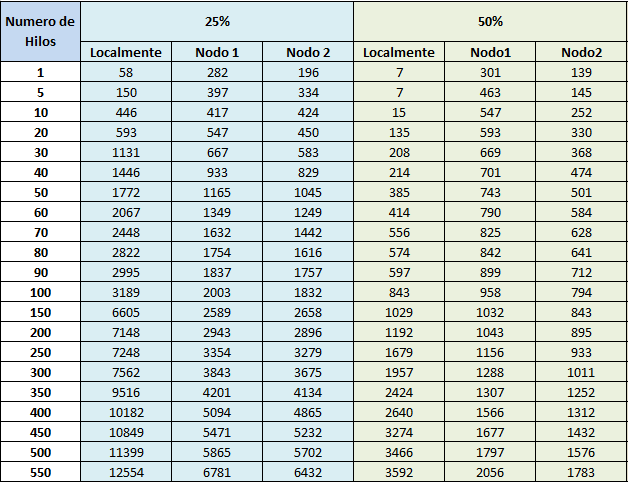 Numero de Hilos 25% 50%
Localmente Nodo 1 Nodo 2 Localmente Nodo1 Nodo2
1 58 282 196 7 301 139
5 150 397 334 7 463 145
10 446 417 424 15 547 252
20 593 547 450 135 593 330
30 1131 667 583 208 669 368
40 1446 933 829 214 701 474
50 1772 1165 1045 385 743 501
60 2067 1349 1249 414 790 584
70 2448 1632 1442 556 825 628
80 2822 1754 1616 574 842 641
90 2995 1837 1757 597 899 712
100 3189 2003 1832 843 958 794
150 6605 2589 2658 1029 1032 843
200 7148 2943 2896 1192 1043 895
250 7248 3354 3279 1679 1156 933
300 7562 3843 3675 1957 1288 1011
350 9516 4201 4134 2424 1307 1252
400 10182 5094 4865 2640 1566 1312
450 10849 5471 5232 3274 1677 1432
500 11399 5865 5702 3466 1797 1576
550 12554 6781 6432 3592 2056 1783